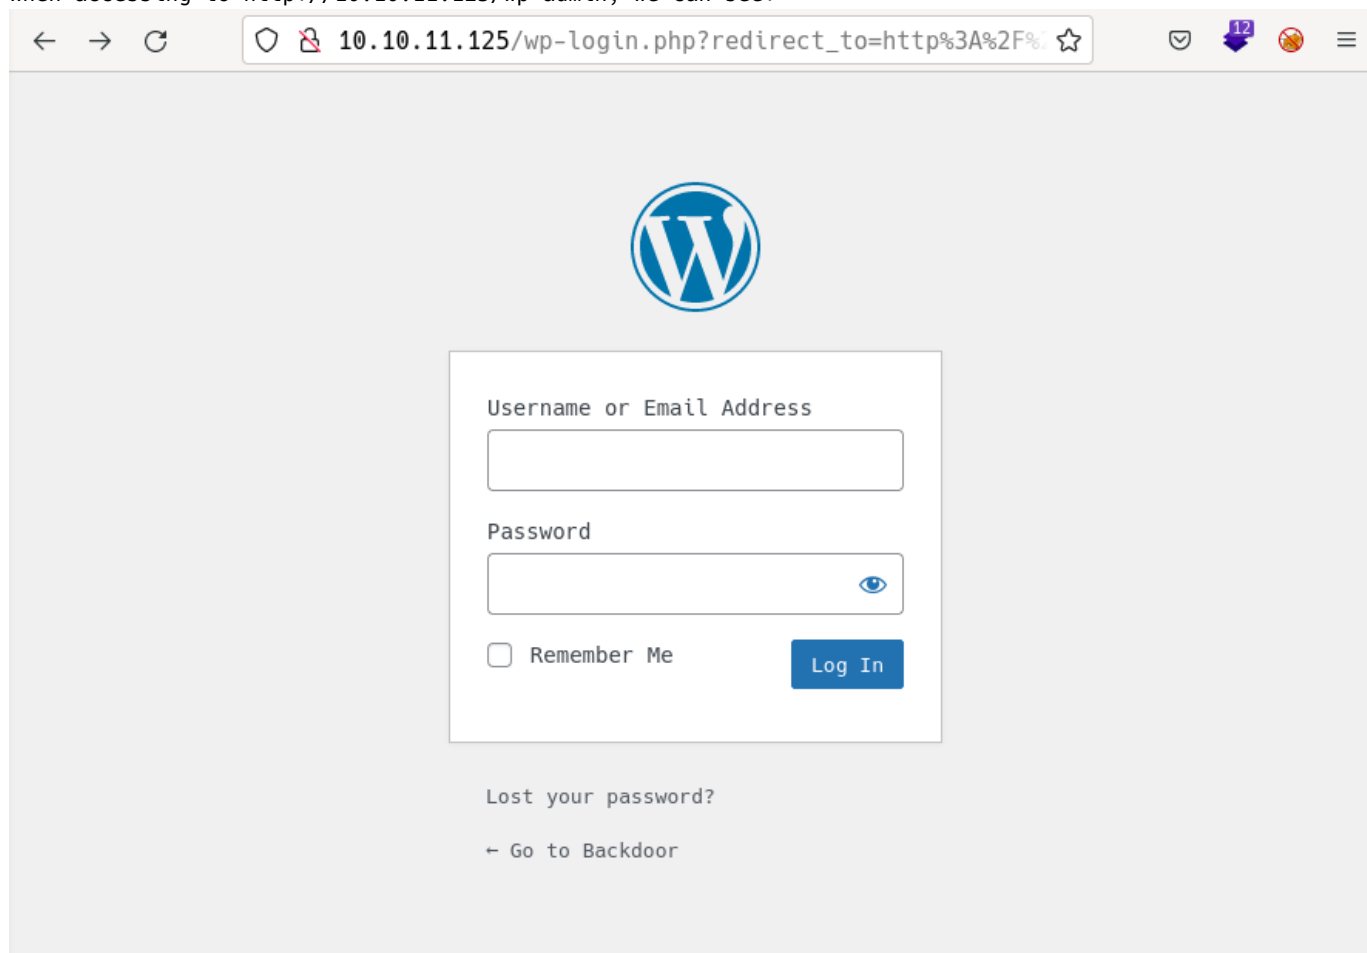 12
10.10.11.125/wp-login.php?redirect_to=http%3A%2F%
Username or Email Address
Password
Remember Me
Log In
Lost your password?
← Go to Backdoor